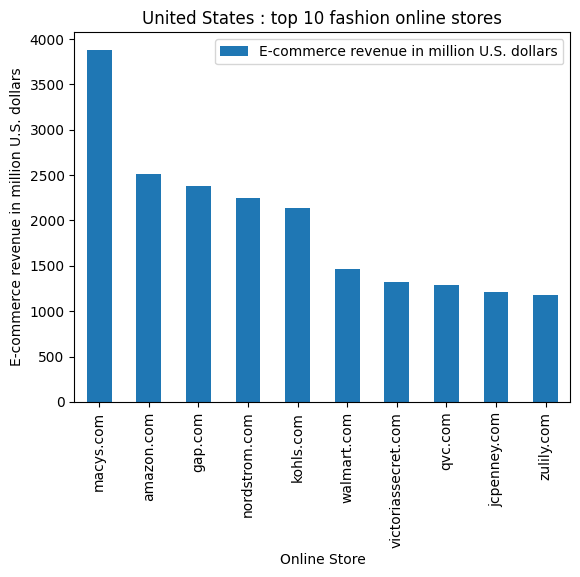 United States : top 10 fashion online stores
E-commerce revenue in million U.S. dollars
E-commerce revenue in million U.S. dollars
4000
3500
3000
2500
2000
1500
1000
500
0
macys.com
amazon.com
gap.com
nordstrom.com
kohls.com
walmart.com
victoriassecret.com
qvc.com
jcpenney.com
zulily.com
Online Store